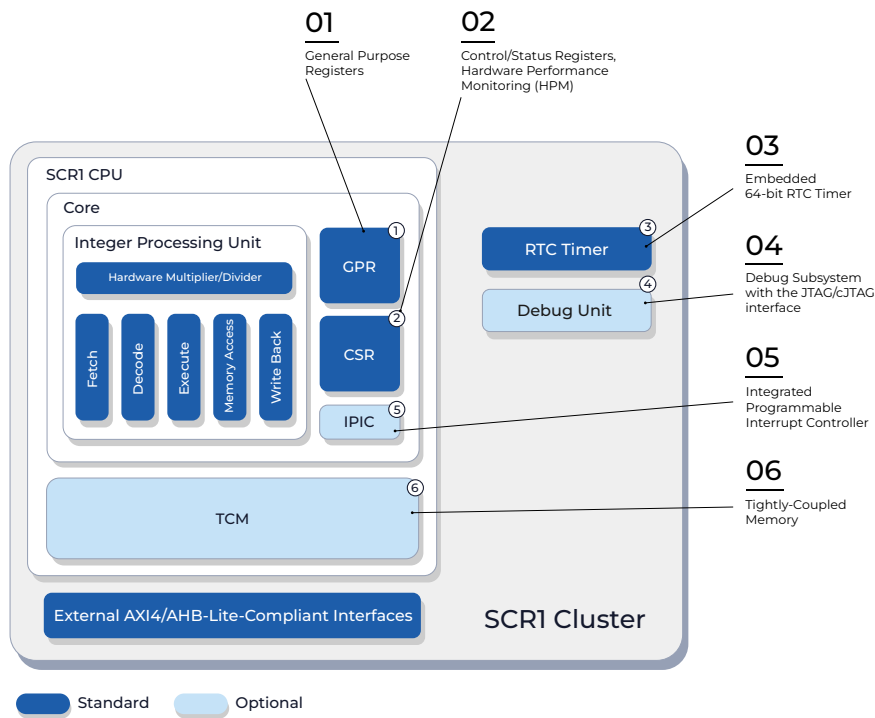 01
General Purpose
Registers
02
Control/Status Registers,
Hardware Performance
Monitoring (HPM)
03
Embedded
64-bit RTC Timer
04
Debug Subsystem
with the JTAG/cJTAG
interface
05
Integrated
Programmable
Interrupt Controller
06
Tightly-Coupled
Memory
SCR1 CPU
Core
Integer Processing Unit
Hardware Multiplier/Divider
Fetch
Decode
Execute
Memory Access
Write Back
1
GPR
2
CSR
5
IPIC
6
TCM
3
RTC Timer
4
Debug Unit
External AXI4/AHB-Lite-Compliant Interfaces
SCR1 Cluster
Standard
Optional